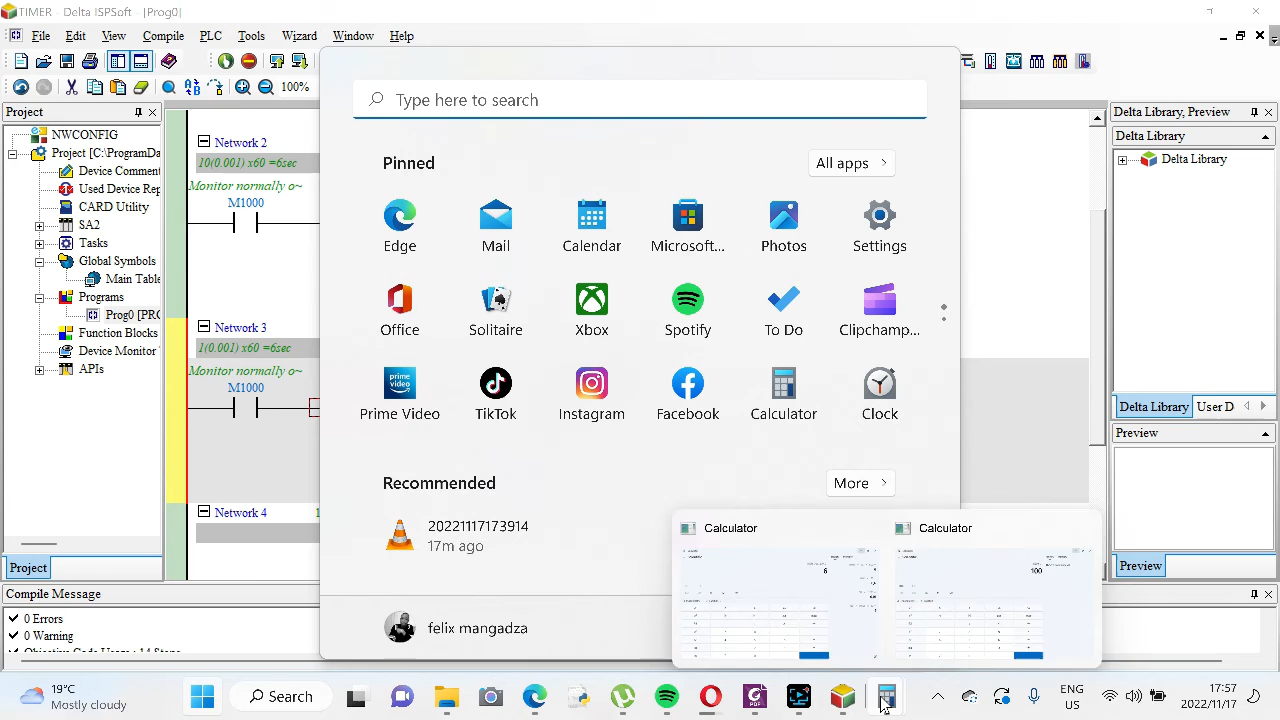 TIMER - Delta ISPSoft - [Prog0]
File Edit View Compile PLC Tools Wizard Window Help
100%
Project
NWCONFIG
Project [C:\ProgramDa
Device Comment
Used Device Rep
CARD Utility
SA2
Tasks
Global Symbols
Main Table
Programs
Prog0 [PRO
Function Blocks
Device Monitor
APIs
Project
Network 2
10(0.001) x60 =6sec
Monitor normally o~
M1000
Network 3
1(0.001) x60 =6sec
Monitor normally o~
M1000
Network 4
Type here to search
Pinned
All apps
Edge Mail Calendar Microsoft... Photos Settings
Office Solitaire Xbox Spotify To Do Clipchamp...
prime video
Prime Video TikTok Instagram Facebook Calculator Clock
Recommended
More
20221117173914
17m ago
felix mangadza
Calculator
6
Calculator
100
Delta Library, Preview
Delta Library
Delta Library
Delta Library User D
Preview
Preview
Compile Message
0 Errors
0 Warning
19°C
Mostly cloudy
Search
PDF
ENG
US
17:57
2022/11/17